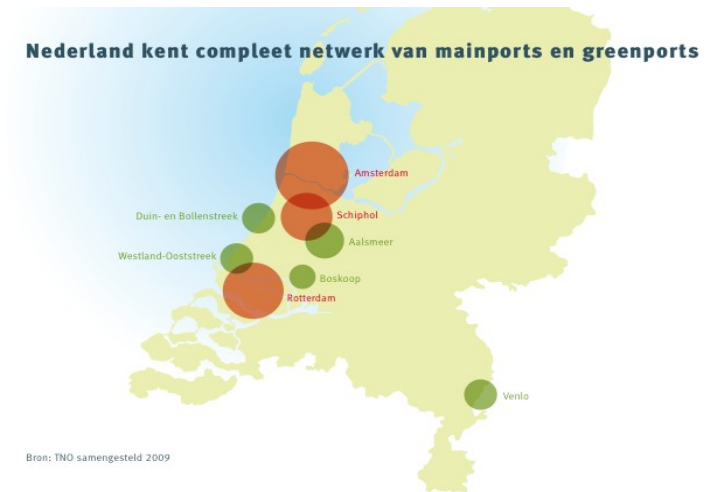 Nederland kent compleet netwerk van mainports en greenports
Amsterdam
Duin- en Bollenstreek
Schiphol
Aalsmeer
Westland-Ooststreek
Boskoop
Rotterdam
Venlo
Bron: TNO samengesteld 2009